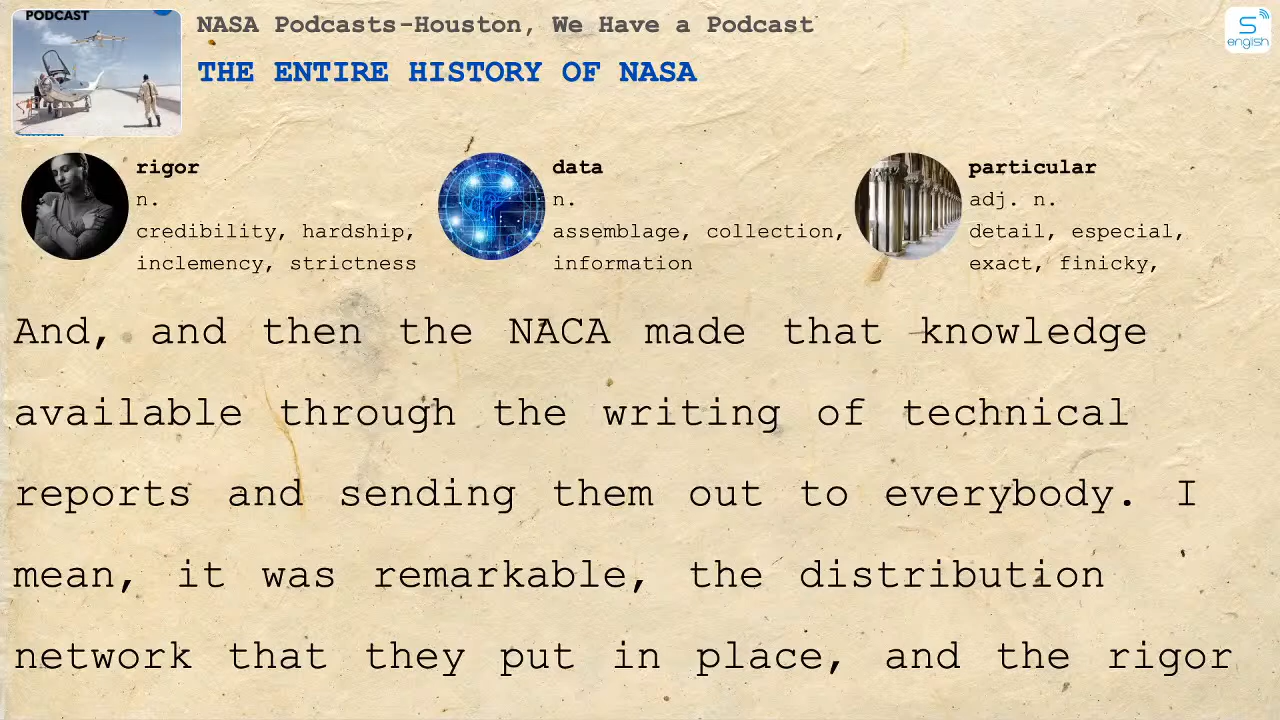 PODCAST
NASA Podcasts-Houston, We Have a Podcast
THE ENTIRE HISTORY OF NASA
S
english
rigor
n.
credibility, hardship,
inclemency, strictness
data
n.
assemblage, collection,
information
particular
adj. n.
detail, especial,
exact, finicky,
And, and then the NACA made that knowledge
available through the writing of technical
reports and sending them out to everybody. I
mean, it was remarkable, the distribution
network that they put in place, and the rigor